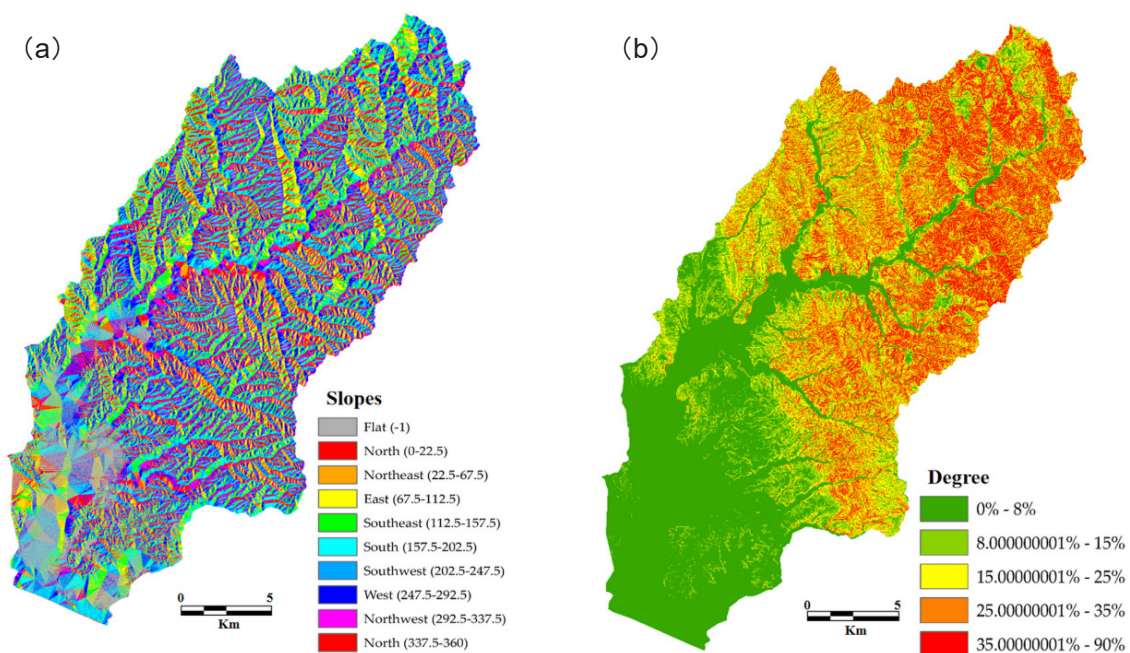 (a)
Slopes
Flat (-1)
North (0-22.5)
Northeast (22.5-67.5)
East (67.5-112.5)
Southeast (112.5-157.5)
South (157.5-202.5)
Southwest (202.5-247.5)
West (247.5-292.5)
Northwest (292.5-337.5)
North (337.5-360)
0 5
Km
(b)
Degree
0% - 8%
8.000000001% - 15%
15.00000001% - 25%
25.00000001% - 35%
35.00000001% - 90%
0 5
Km